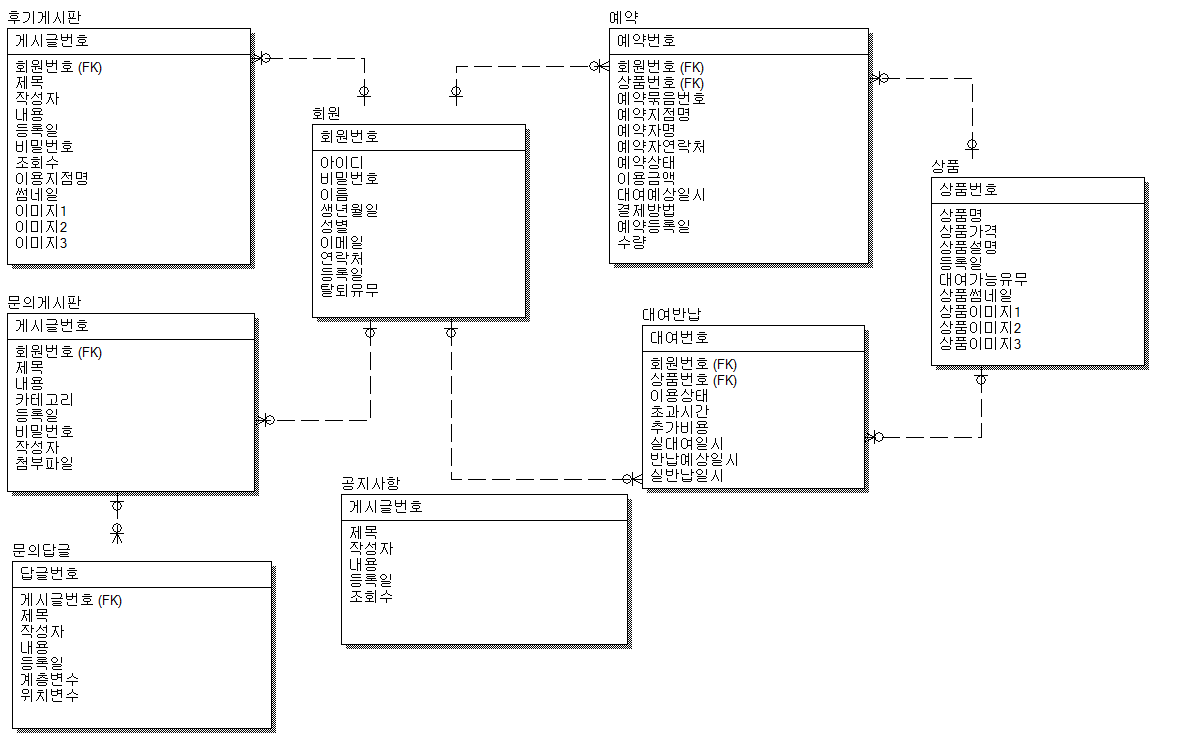 후기게시판
게시글번호
회원번호 (FK)
제목
작성자
내용
등록일
비밀번호
조회수
이용지점명
썸네일
이미지1
이미지2
이미지3
예약
예약번호
회원번호 (FK)
상품번호 (FK)
예약묶음번호
예약지점명
예약자명
예약자연락처
예약상태
이용금액
대여예상일시
결제방법
예약등록일
수량
회원
회원번호
아이디
비밀번호
이름
생년월일
성별
이메일
연락처
등록일
탈퇴유무
상품
상품번호
상품명
상품가격
상품설명
등록일
대여가능유무
상품썸네일
상품이미지1
상품이미지2
상품이미지3
문의게시판
게시글번호
회원번호 (FK)
제목
내용
카테고리
등록일
비밀번호
작성자
첨부파일
대여반납
대여번호
회원번호 (FK)
상품번호 (FK)
이용상태
초과시간
추가비용
실대여일시
반납예상일시
실반납일시
공지사항
게시글번호
제목
작성자
내용
등록일
조회수
문의답글
답글번호
게시글번호 (FK)
제목
작성자
내용
등록일
계층변수
위치변수